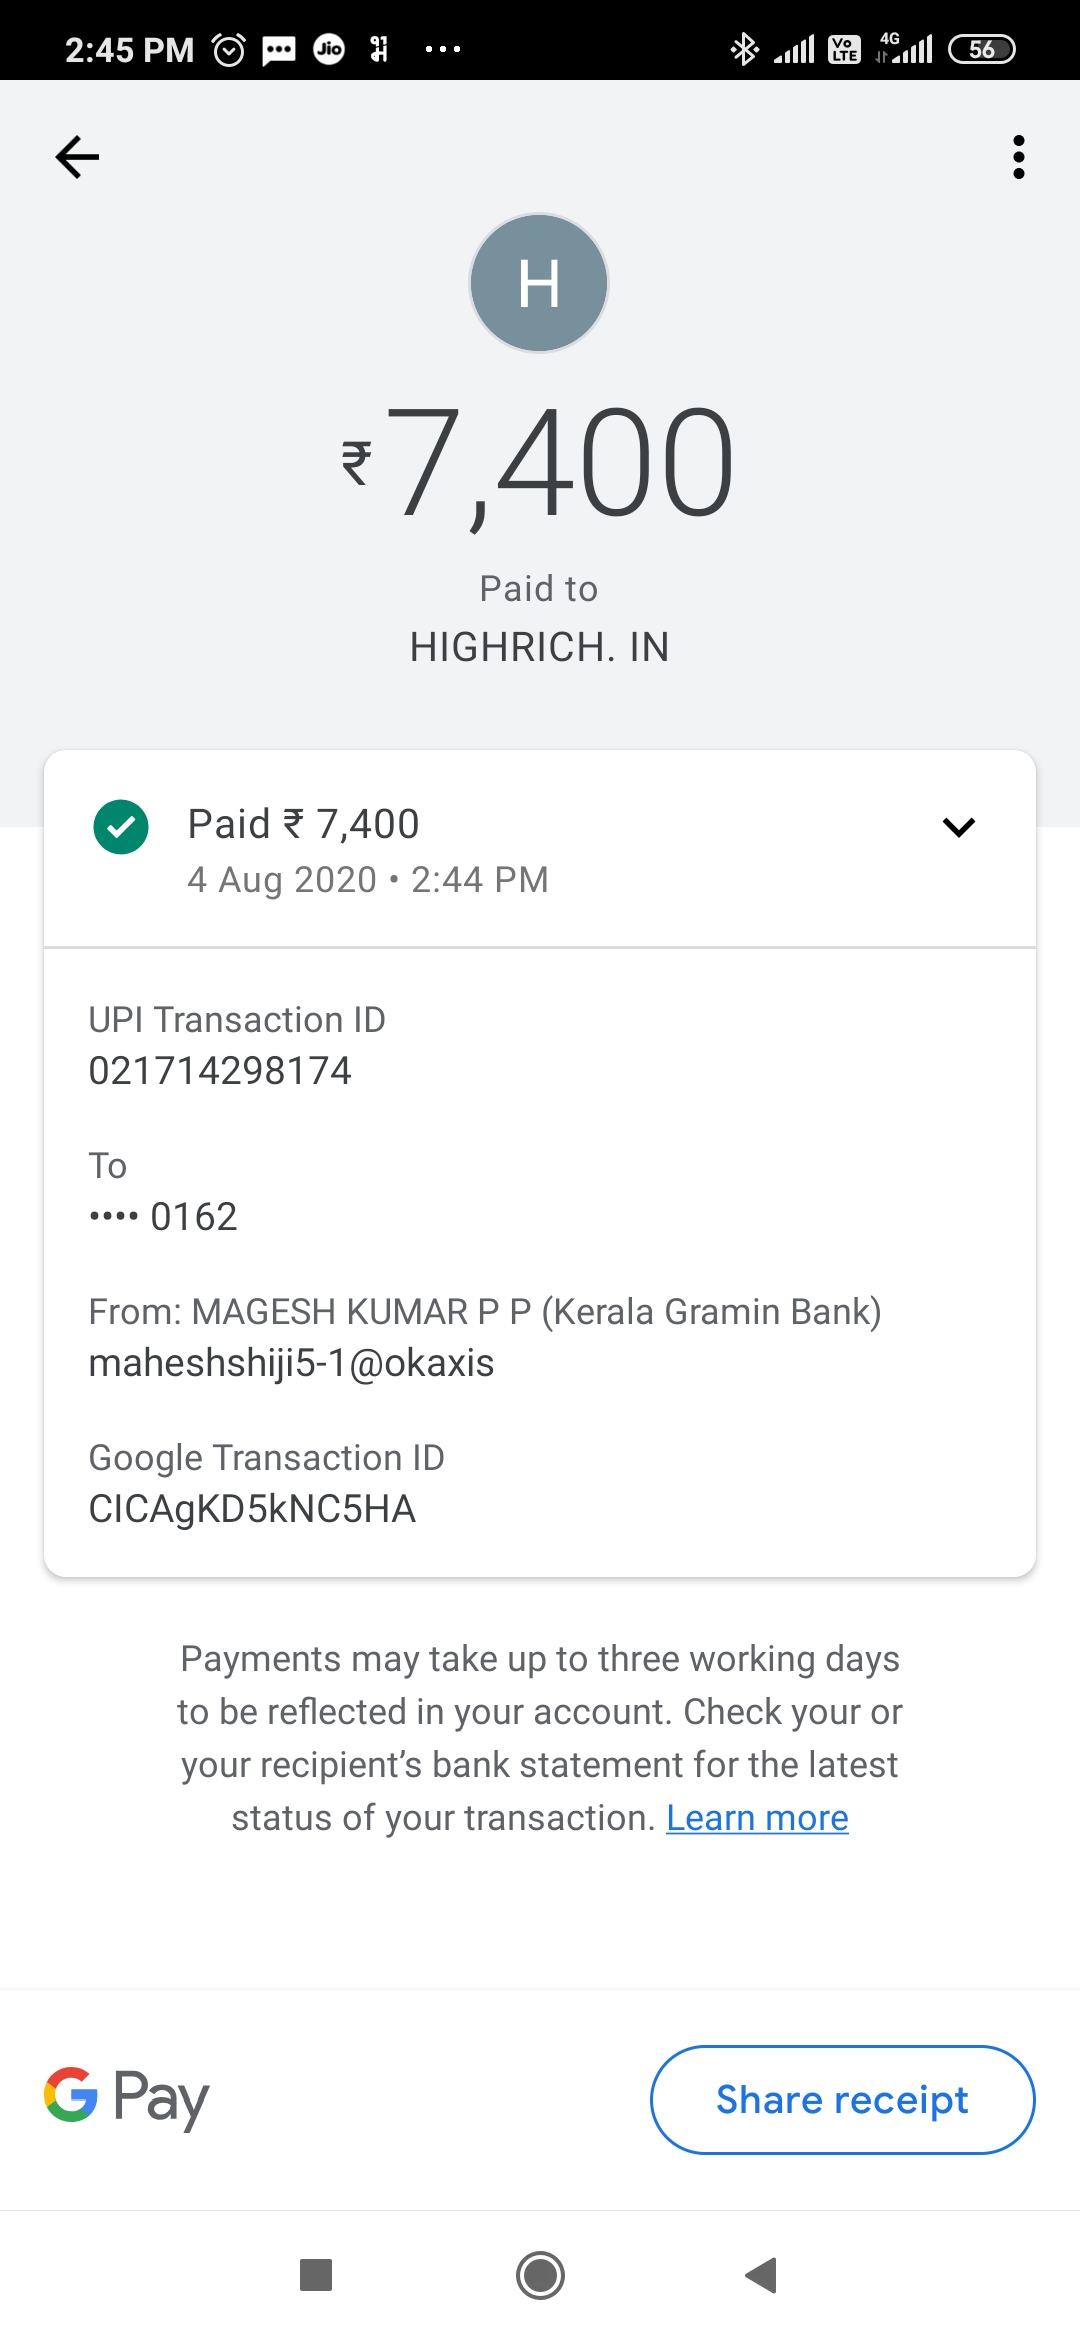 2:45 PM
Jio
Vo LTE
4G
56
H
₹7,400
Paid to
HIGHRICH. IN
Paid ₹ 7,400
4 Aug 2020 • 2:44 PM
UPI Transaction ID
021714298174
To
•••• 0162
From: MAGESH KUMAR P P (Kerala Gramin Bank)
maheshshiji5-1@okaxis
Google Transaction ID
CICAgKD5kNC5HA
Payments may take up to three working days
to be reflected in your account. Check your or
your recipient’s bank statement for the latest
status of your transaction. Learn more
G Pay
Share receipt